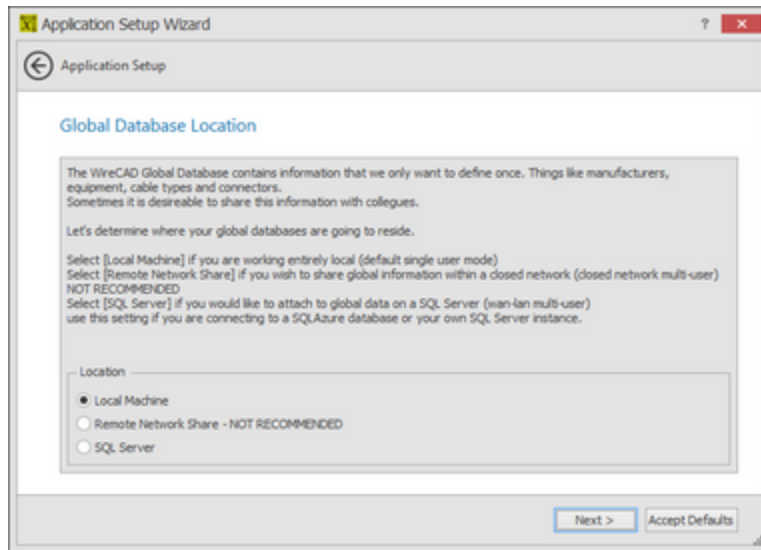 Application Setup Wizard
?
Application Setup
Global Database Location
The WireCAD Global Database contains information that we only want to define once. Things like manufacturers,
equipment, cable types and connectors.
Sometimes it is desireable to share this information with collegues.
Let's determine where your global databases are going to reside.
Select [Local Machine] if you are working entirely local (default single user mode)
Select [Remote Network Share] if you wish to share global information within a closed network (closed network multi-user)
NOT RECOMMENDED
Select [SQL Server] if you would like to attach to global data on a SQL Server (wan-lan multi-user)
use this setting if you are connecting to a SQLAzure database or your own SQL Server instance.
Location
Local Machine
Remote Network Share - NOT RECOMMENDED
SQL Server
Next > Accept Defaults